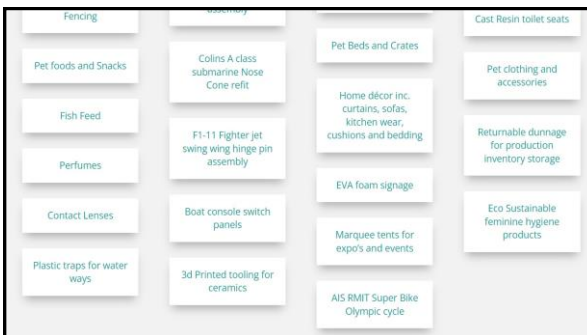 Fencing
Pet foods and Snacks
Fish Feed
Perfumes
Contact Lenses
Plastic traps for water
ways
assembly
Colins A class
submarine Nose
Cone refit
F1-11 Fighter jet
swing wing hinge pin
assembly
Boat console switch
panels
3d Printed tooling for
ceramics
Pet Beds and Crates
Home décor inc.
curtains, sofas,
kitchen wear,
cushions and bedding
EVA foam signage
Marquee tents for
expo's and events
AIS RMIT Super Bike
Olympic cycle
Cast Resin toilet seats
Pet clothing and
accessories
Returnable dunnage
for production
inventory storage
Eco Sustainable
feminine hygiene
products